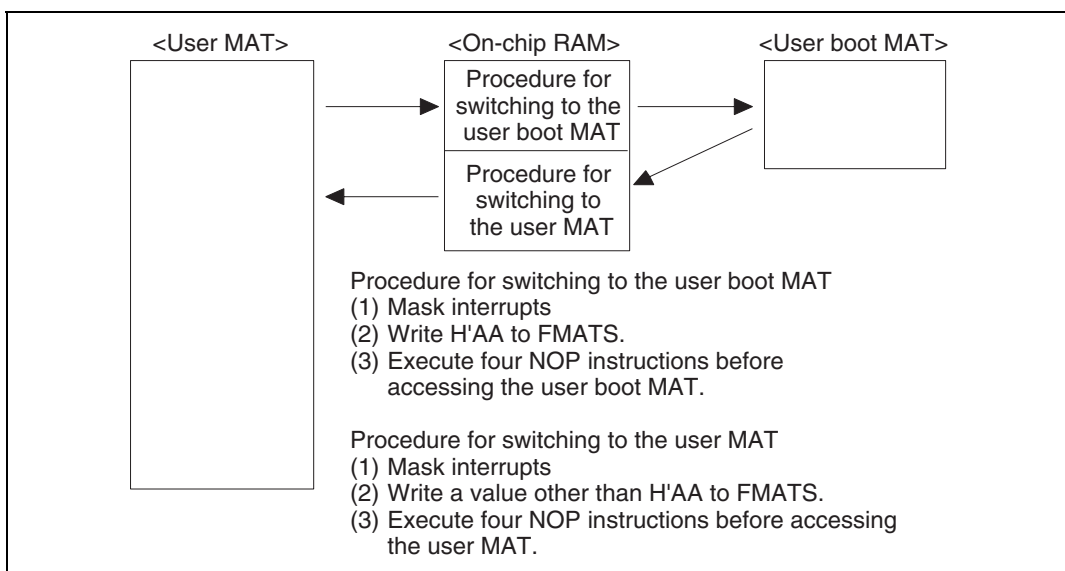 <User MAT>
<On-chip RAM>
<User boot MAT>
Procedure for
switching to the
user boot MAT
Procedure for
switching to
the user MAT
Procedure for switching to the user boot MAT
(1) Mask interrupts
(2) Write H'AA to FMATS.
(3) Execute four NOP instructions before
accessing the user boot MAT.
Procedure for switching to the user MAT
(1) Mask interrupts
(2) Write a value other than H'AA to FMATS.
(3) Execute four NOP instructions before accessing
the user MAT.